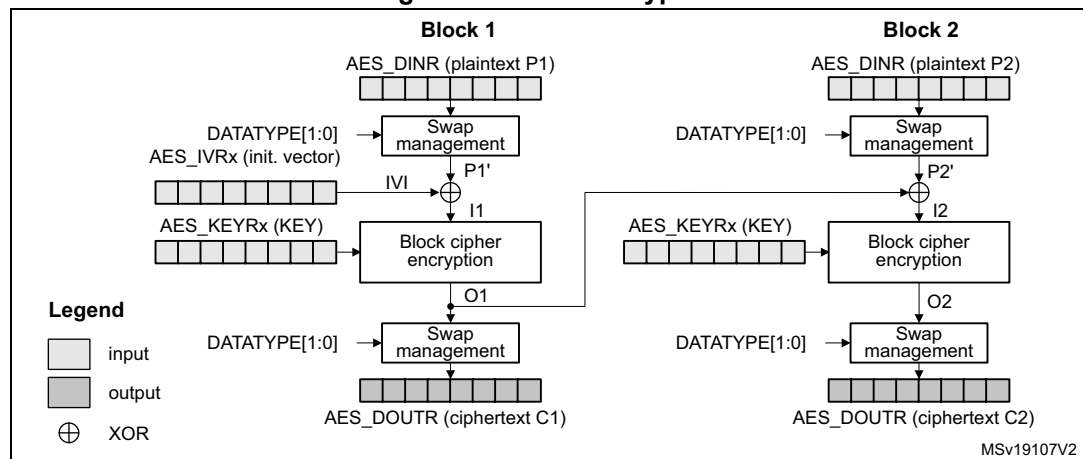 Block 1
Block 2
AES_DINR (plaintext P1)
AES_DINR (plaintext P2)
DATATYPE[1:0]
Swap
management
DATATYPE[1:0]
Swap
management
AES_IVRx (init. vector)
P1'
P2'
IVI
I1
I2
AES_KEYRx (KEY)
Block cipher
encryption
AES_KEYRx (KEY)
Block cipher
encryption
O1
O2
Legend
input
output
XOR
DATATYPE[1:0]
Swap
management
DATATYPE[1:0]
Swap
management
AES_DOUTR (ciphertext C1)
AES_DOUTR (ciphertext C2)
MSv19107V2